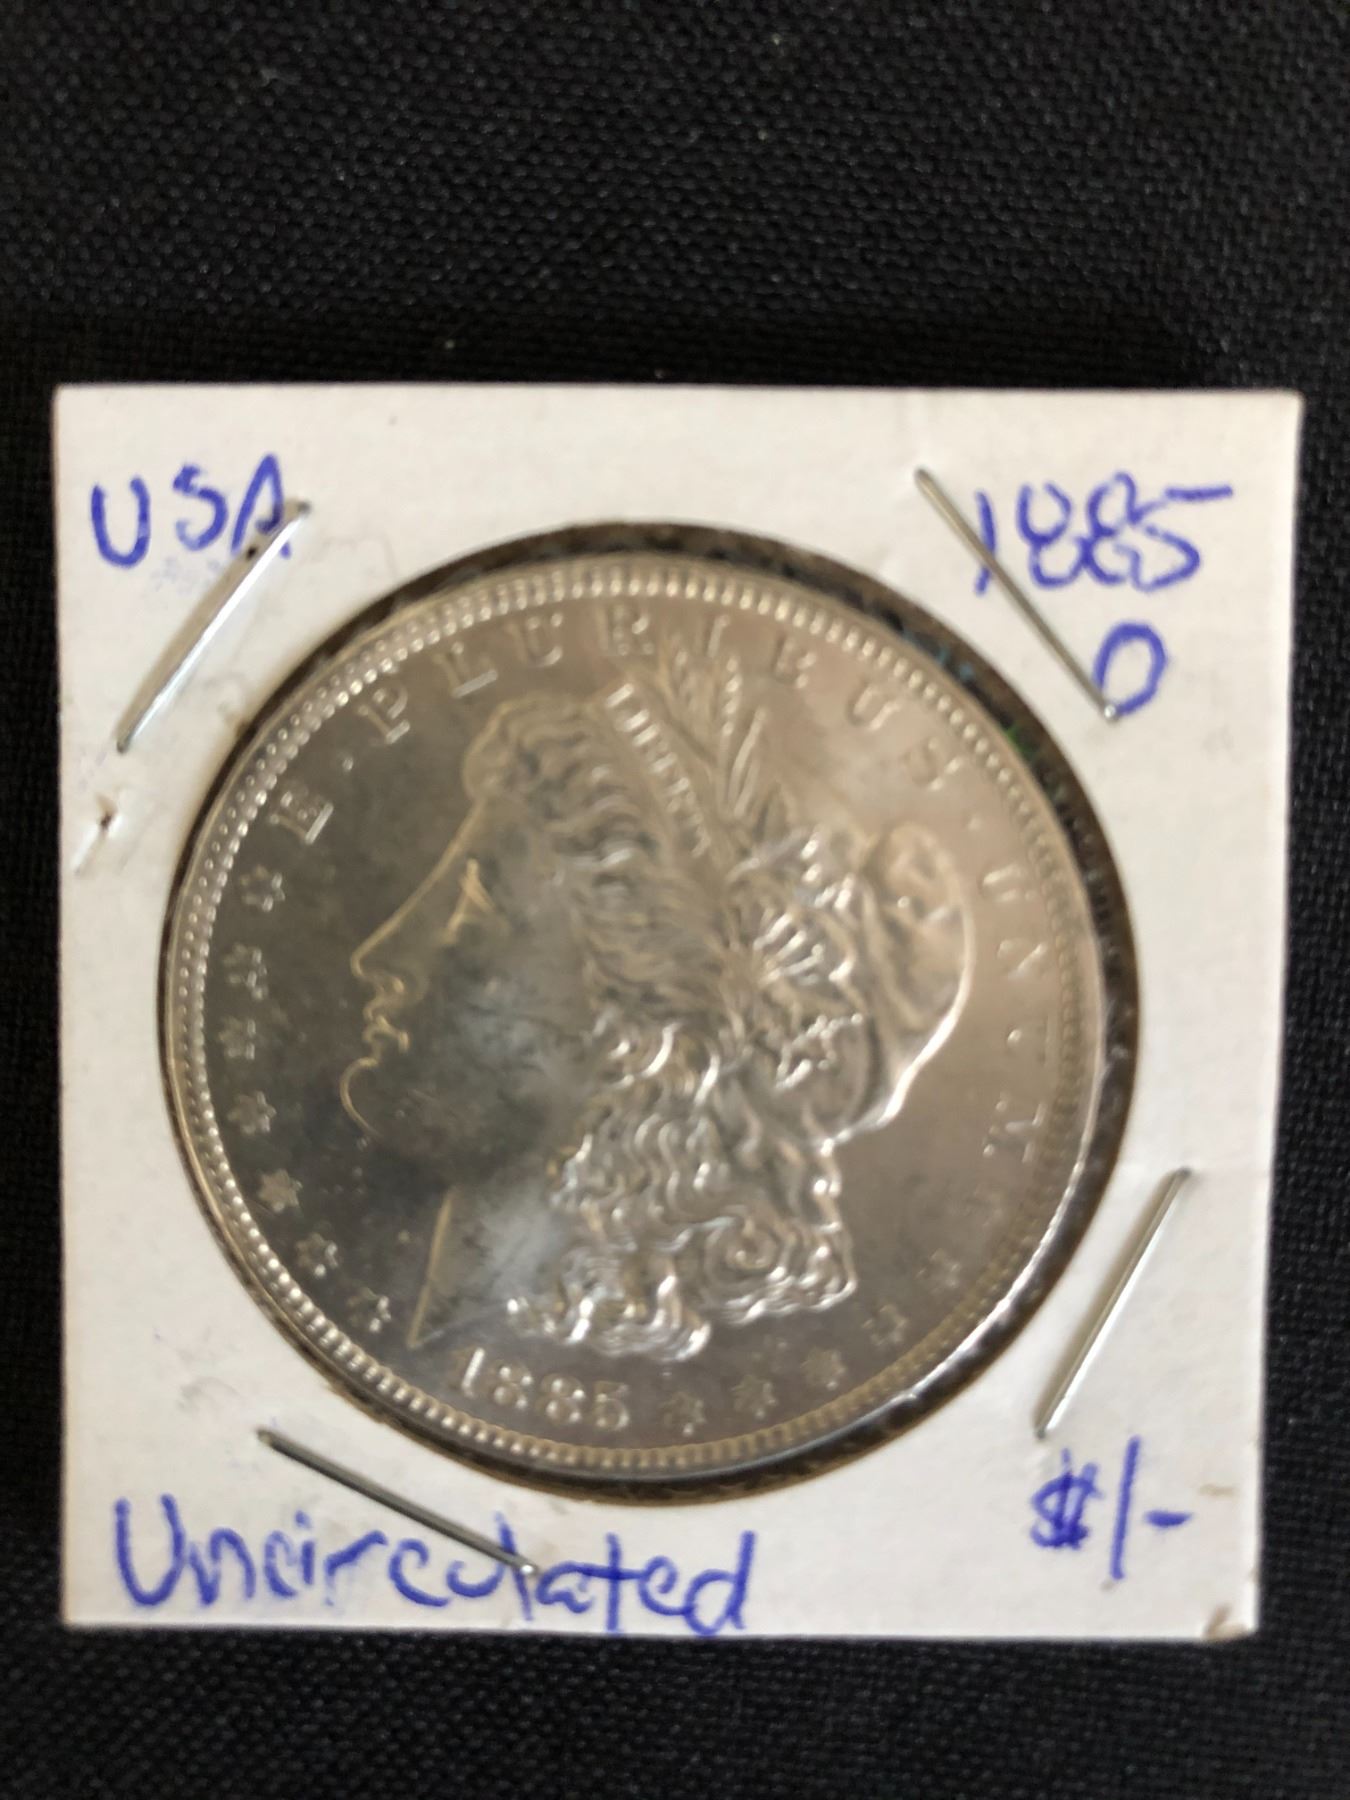 USA
1885
O
E·PLURIBUS·UNUM
LIBERTY
1885
$1-
Uncirculated